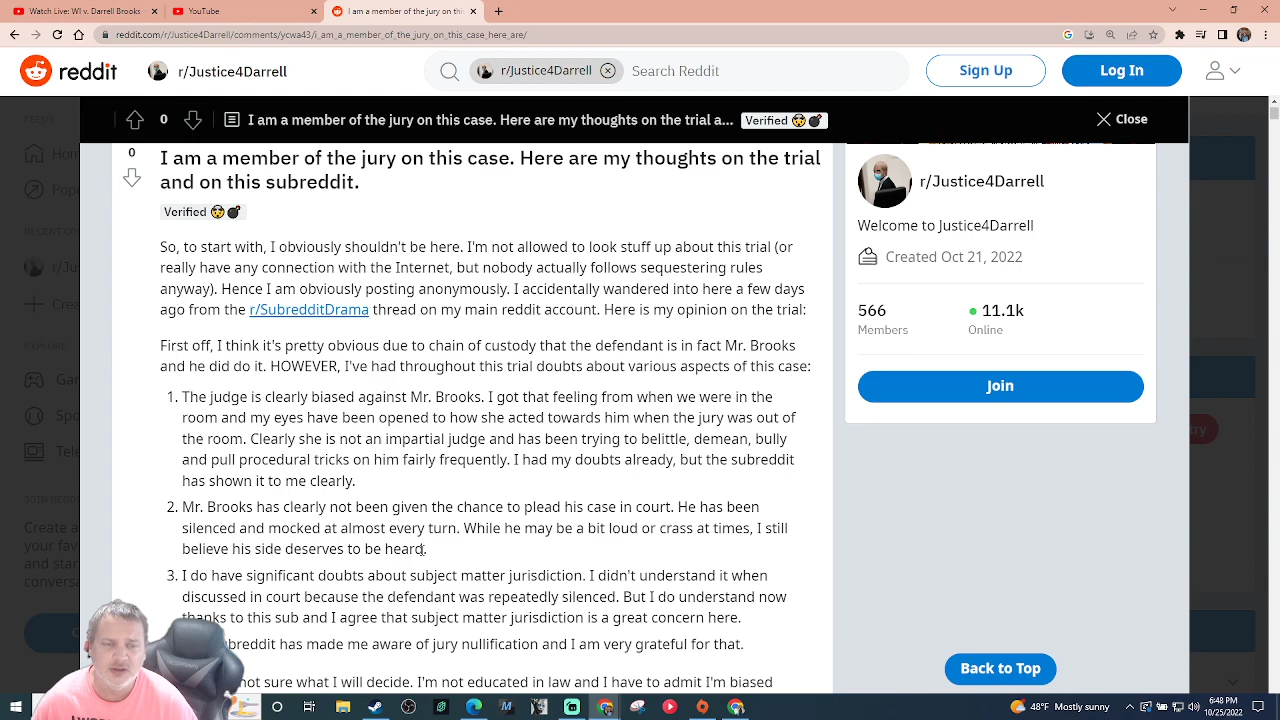 Watch Live: WI v. Darrell Brooks
YouTube
I am a member of the jury on this
reddit.com/r/Justice4Darrell/comments/ycwa43/i_am_a_member_of_the_jury_on_this_case_here_are/
reddit
r/Justice4Darrell
r/Justice4Darrell
Search Reddit
Sign Up
Log In
FEEDS
0
I am a member of the jury on this case. Here are my thoughts on the trial a...
Verified
Close
0
I am a member of the jury on this case. Here are my thoughts on the trial
and on this subreddit.
Verified
So, to start with, I obviously shouldn't be here. I'm not allowed to look stuff up about this trial (or
really have any connection with the Internet, but nobody actually follows sequestering rules
anyway). Hence I am obviously posting anonymously. I accidentally wandered into here a few days
ago from the r/SubredditDrama thread on my main reddit account. Here is my opinion on the trial:
First off, I think it's pretty obvious due to chain of custody that the defendant is in fact Mr. Brooks
and he did do it. HOWEVER, I've had throughout this trial doubts about various aspects of this case:
1. The judge is clerly biased against Mr. Brooks. I got that feeling from when we were in the
room and my eyes have been opened to how she acted towards him when the jury was out of
the room. Clearly she is not an impartial judge and has been trying to belittle, demean, bully
and pull procedural tricks on him fairly frequently. I had my doubts already, but the subreddit
has shown it to me clearly.
2. Mr. Brooks has clearly not been given the chance to plead his case in court. He has been
silenced and mocked at almost every turn. While he may be a bit loud or crass at times, I still
believe his side deserves to be heard.
3. I do have significant doubts about subject matter jurisdiction. I didn't understand it when
discussed in court because the defendant was repeatedly silenced. But I do understand now
thanks to this sub and I agree that subject matter jurisdiction is a great concern here.
breddit has made me aware of jury nullification and I am very grateful for that.
not sure what I will decide. I'm not educated in law and I have to admit I'm biased
r/Justice4Darrell
Welcome to Justice4Darrell
Created Oct 21, 2022
566
Members
11.1k
Online
Join
Back to Top
48°F Mostly sunny
6:48 PM
10/25/2022